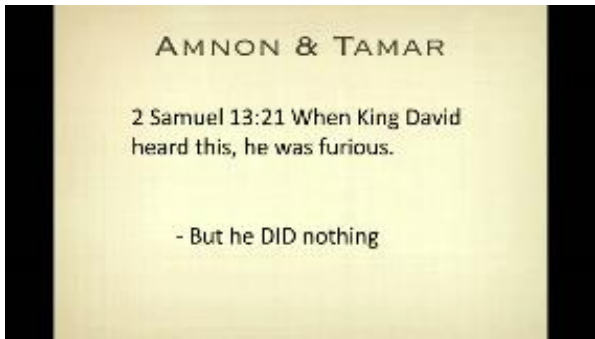 AMNON & TAMAR
2 Samuel 13:21 When King David
heard this, he was furious.
- But he DID nothing